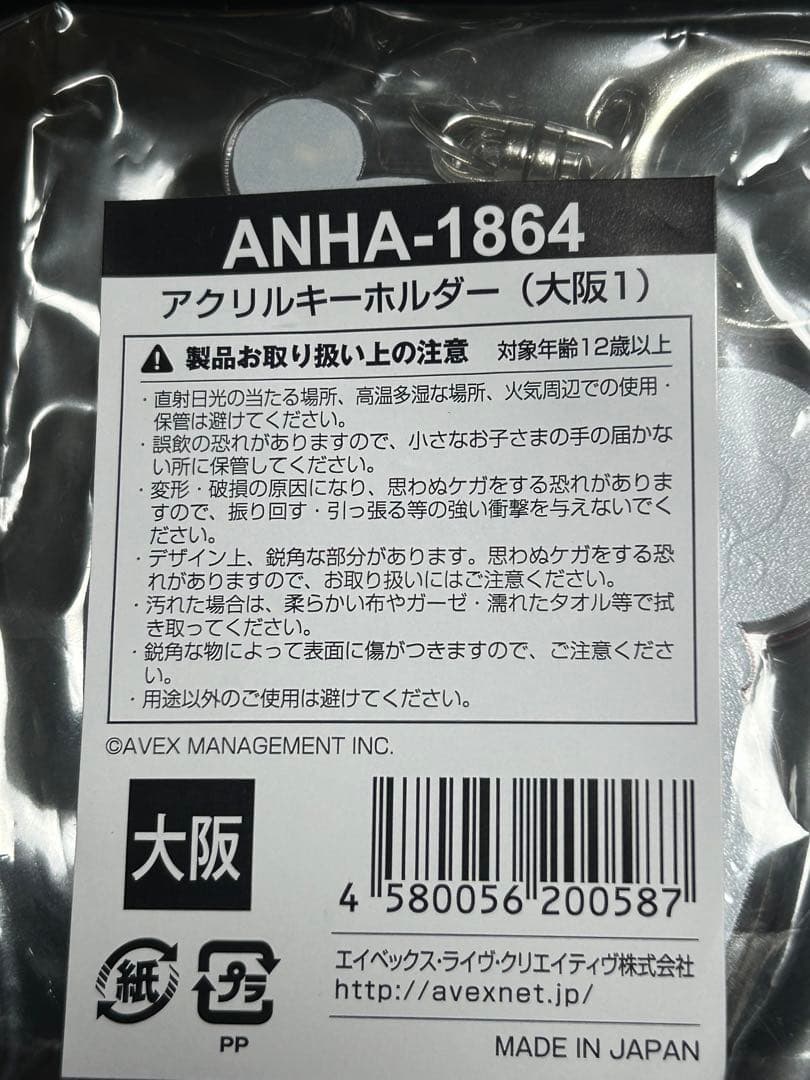 ANHA-1864
アクリルキーホルダー（大阪1）
製品お取り扱い上の注意　対象年齢12歳以上
・直射日光の当たる場所、高温多湿な場所、火気周辺での使用・
保管は避けてください。
・誤飲の恐れがありますので、小さなお子さまの手の届かな
い所に保管してください。
・変形・破損の原因になり、思わぬケガをする恐れがありま
すので、振り回す・引っ張る等の強い衝撃を与えないでく
ださい。
・デザイン上、鋭角な部分があります。思わぬケガをする恐
れがありますので、お取り扱いにはご注意ください。
・汚れた場合は、柔らかい布やガーゼ・濡れたタオル等で拭
き取ってください。
・鋭角な物によって表面に傷がつきますので、ご注意くださ
い。
・用途以外のご使用は避けてください。
©AVEX MANAGEMENT INC.
大阪
4 580056 200587
紙
プラ
PP
エイベックス・ライヴ・クリエイティヴ株式会社
http://avexnet.jp/
MADE IN JAPAN